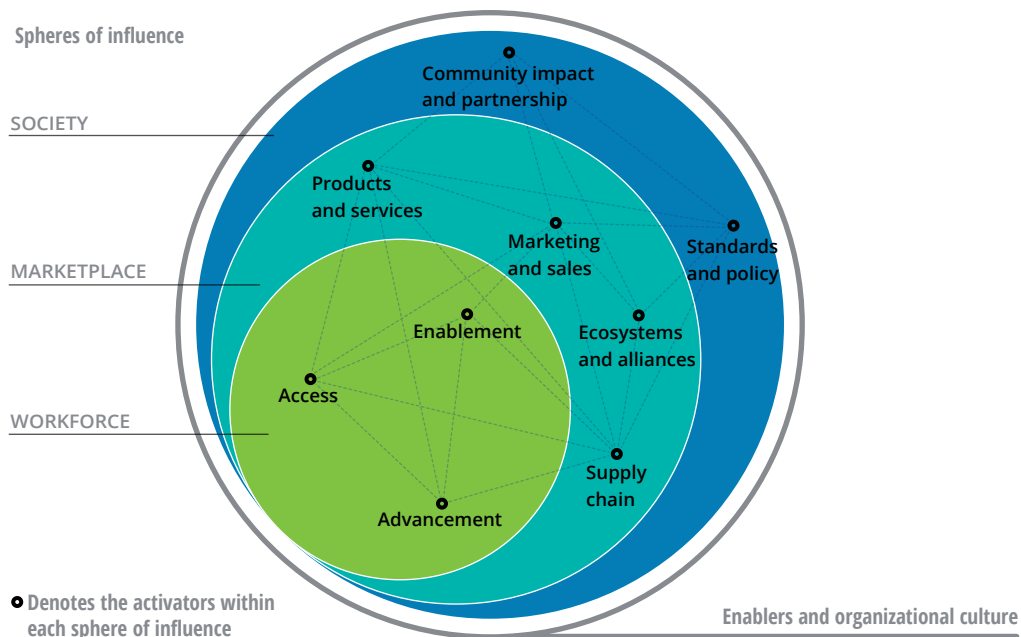 Spheres of influence
Community impact
and partnership
SOCIETY
Products
and services
Marketing
and sales
Standards
and policy
MARKETPLACE
Enablement
Ecosystems
and alliances
Access
WORKFORCE
Supply
chain
Advancement
Denotes the activators within
each sphere of influence
Enablers and organizational culture